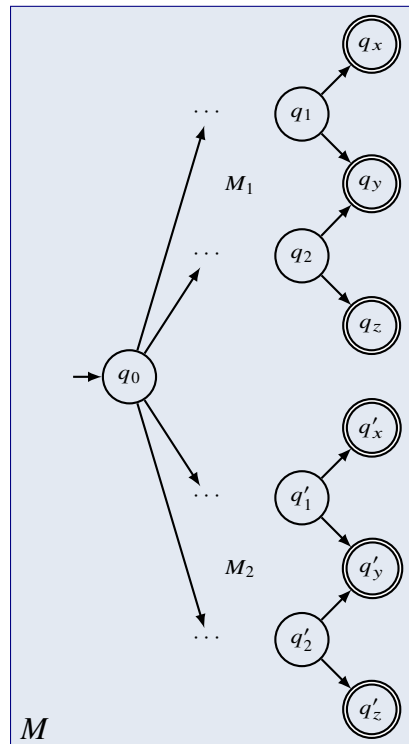 q_x
… q_1
M_1 q_y
… q_2
q_z
q_0
q'_x
… q'_1
M_2 q'_y
… q'_2
q'_z
M